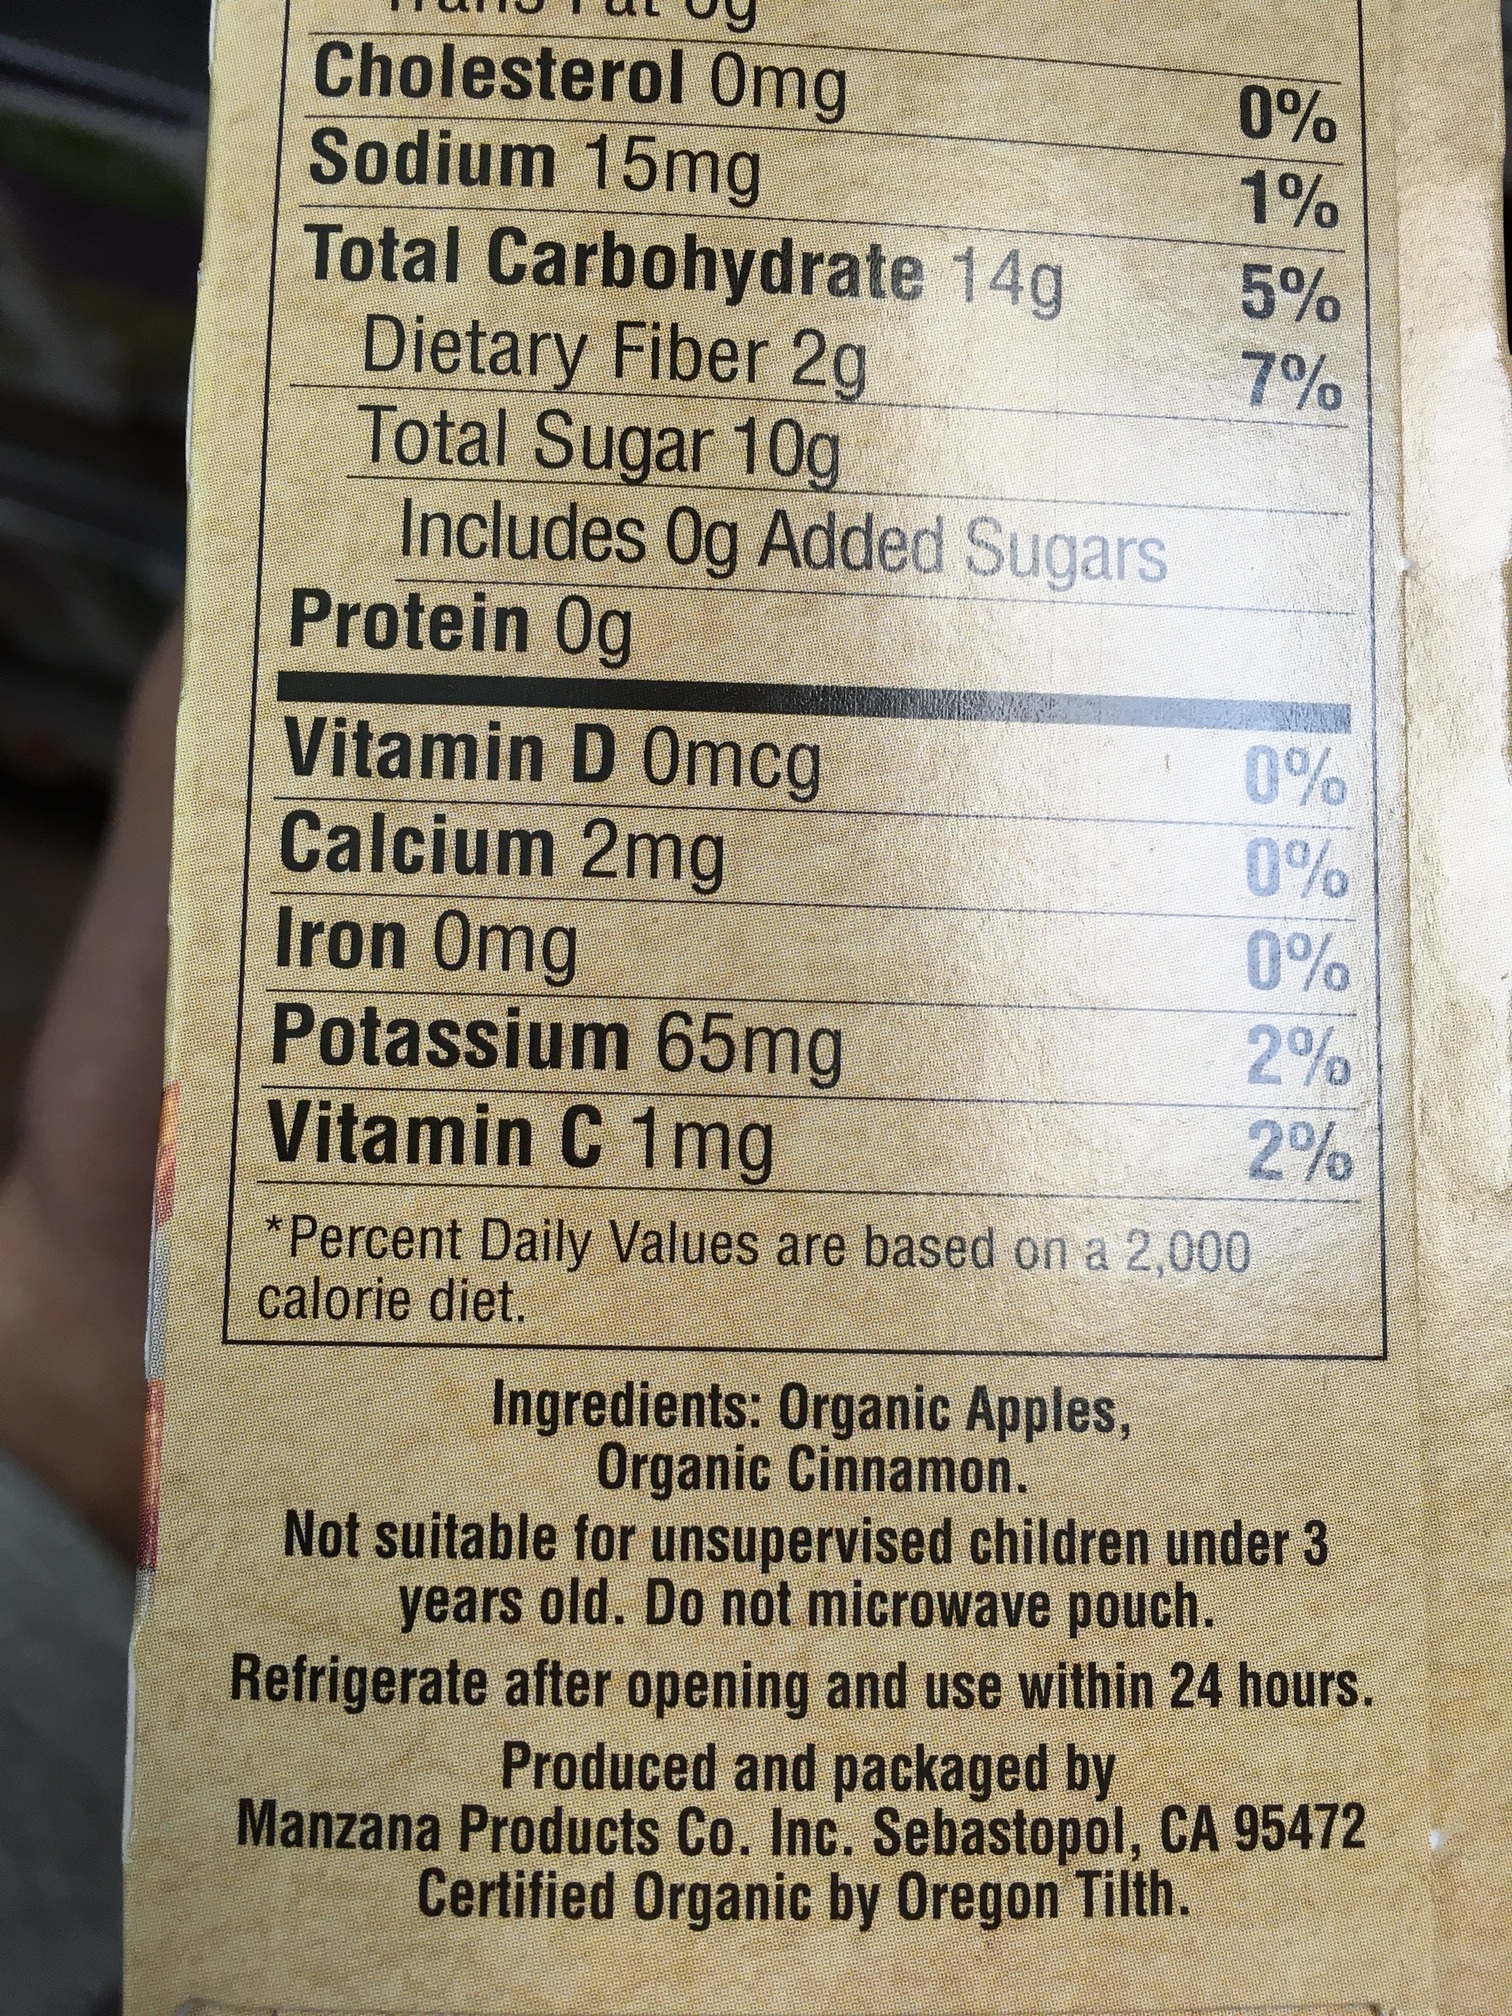 Trans Fat 0g
Cholesterol 0mg 0%
Sodium 15mg 1%
Total Carbohydrate 14g 5%
Dietary Fiber 2g 7%
Total Sugar 10g
Includes 0g Added Sugars
Protein 0g
Vitamin D 0mcg 0%
Calcium 2mg 0%
Iron 0mg 0%
Potassium 65mg 2%
Vitamin C 1mg 2%
*Percent Daily Values are based on a 2,000
calorie diet.
Ingredients: Organic Apples,
Organic Cinnamon.
Not suitable for unsupervised children under 3
years old. Do not microwave pouch.
Refrigerate after opening and use within 24 hours.
Produced and packaged by
Manzana Products Co. Inc. Sebastopol, CA 95472
Certified Organic by Oregon Tilth.